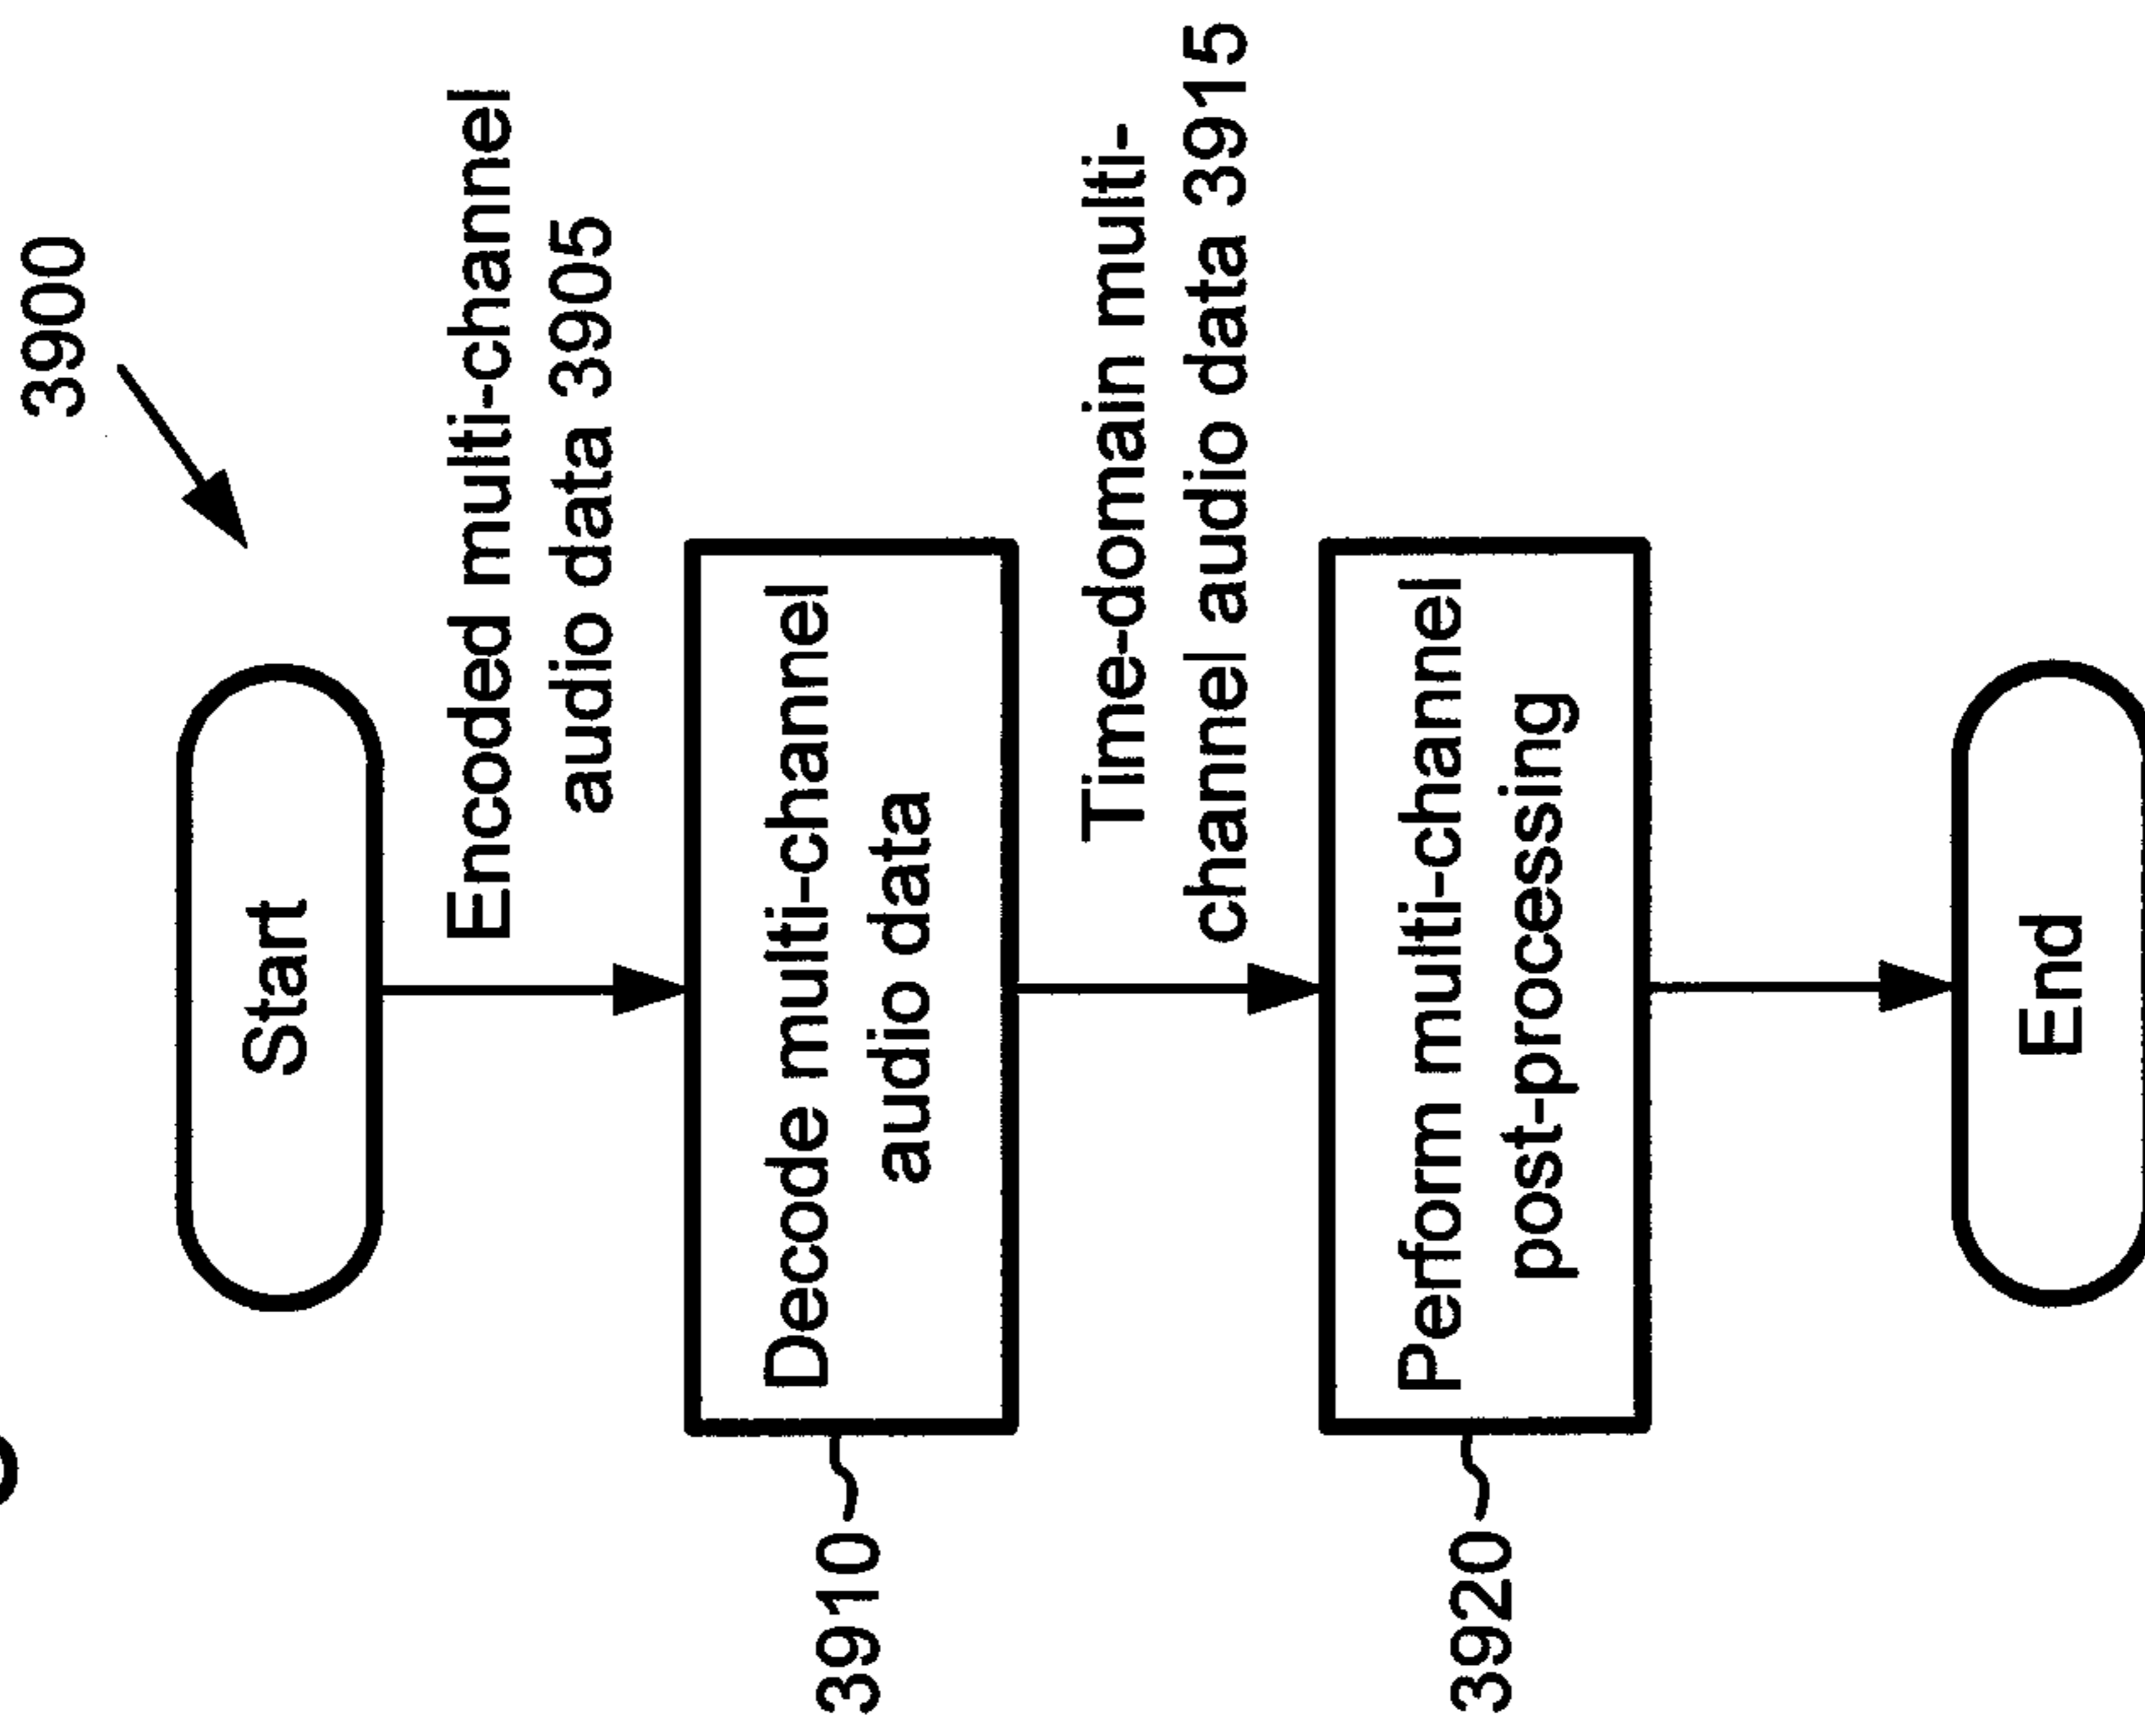 3900
Start
Encoded multi-channel
audio data 3905
3910
Decode multi-channel
audio data
Time-domain multi-
channel audio data 3915
3920
Perform multi-channel
post-processing
End